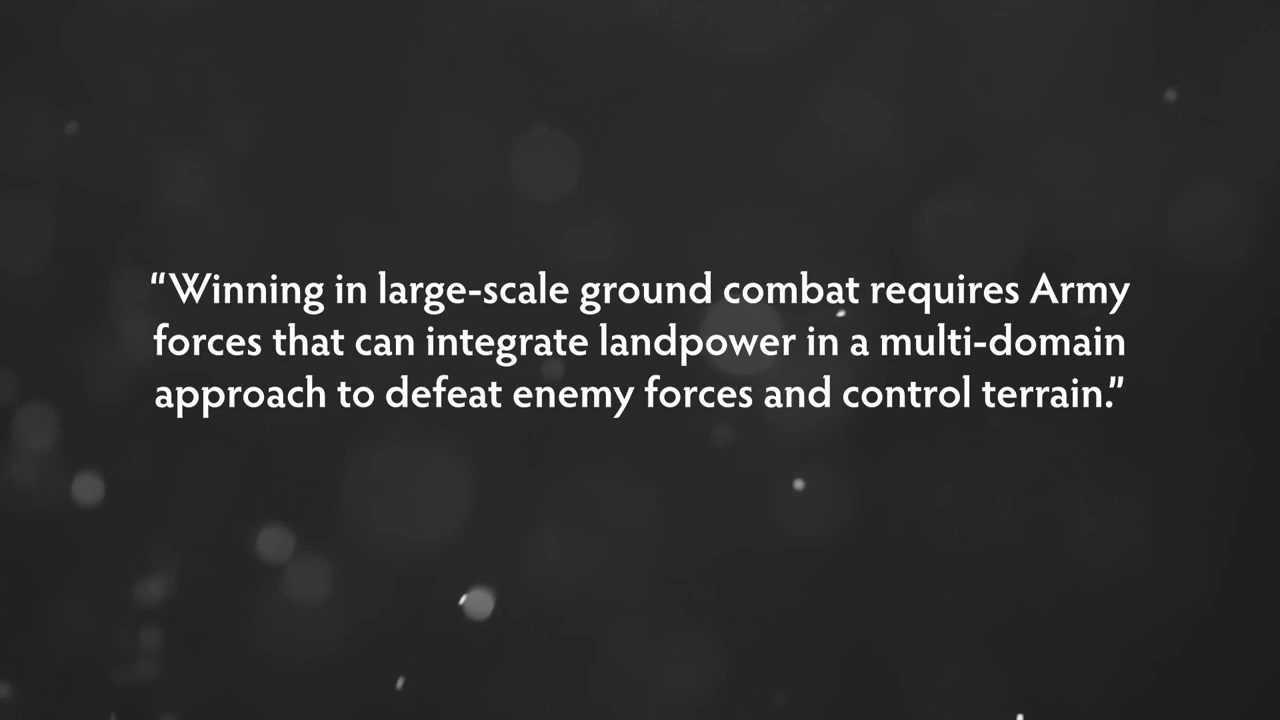 “Winning in large-scale ground combat requires Army
forces that can integrate landpower in a multi-domain
approach to defeat enemy forces and control terrain.”